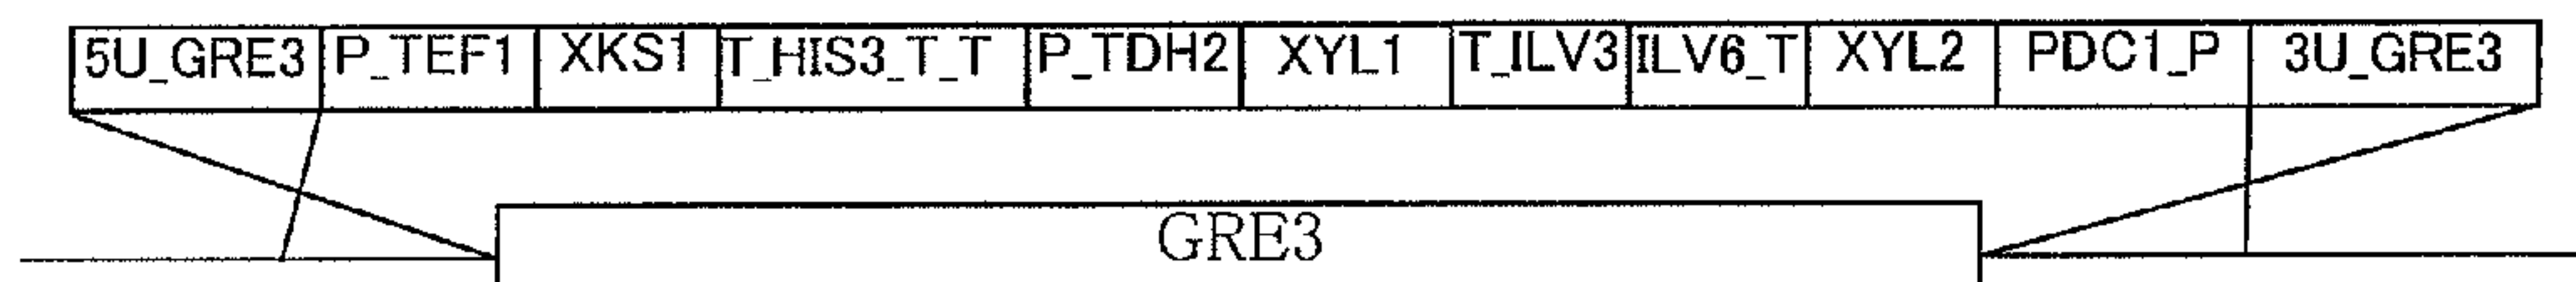 5U_GRE3 P_TEF1 XKS1 T_HIS3_T_T P_TDH2 XYL1 T_ILV3 ILV6_T XYL2 PDC1_P 3U_GRE3
GRE3